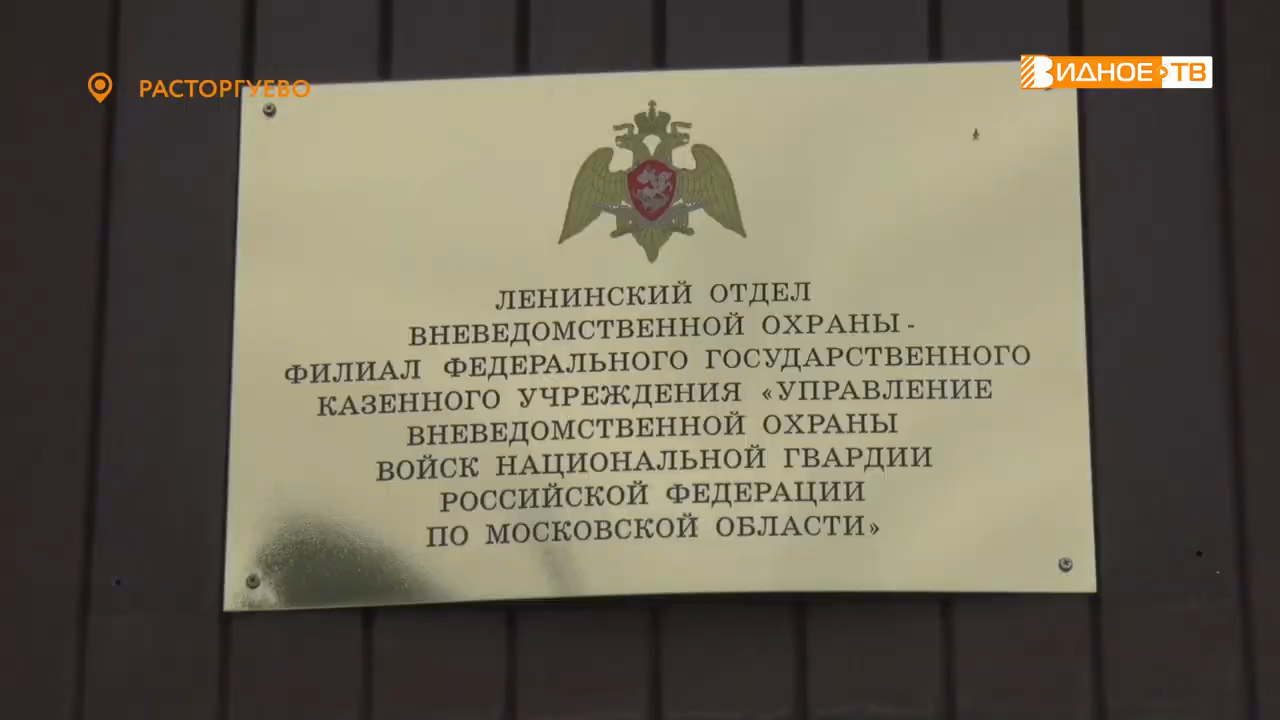 РАСТОРГУЕВО
ВИДНОЕ ТВ
ЛЕНИНСКИЙ ОТДЕЛ
ВНЕВЕДОМСТВЕННОЙ ОХРАНЫ -
ФИЛИАЛ ФЕДЕРАЛЬНОГО ГОСУДАРСТВЕННОГО
КАЗЕННОГО УЧРЕЖДЕНИЯ «УПРАВЛЕНИЕ
ВНЕВЕДОМСТВЕННОЙ ОХРАНЫ
ВОЙСК НАЦИОНАЛЬНОЙ ГВАРДИИ
РОССИЙСКОЙ ФЕДЕРАЦИИ
ПО МОСКОВСКОЙ ОБЛАСТИ»